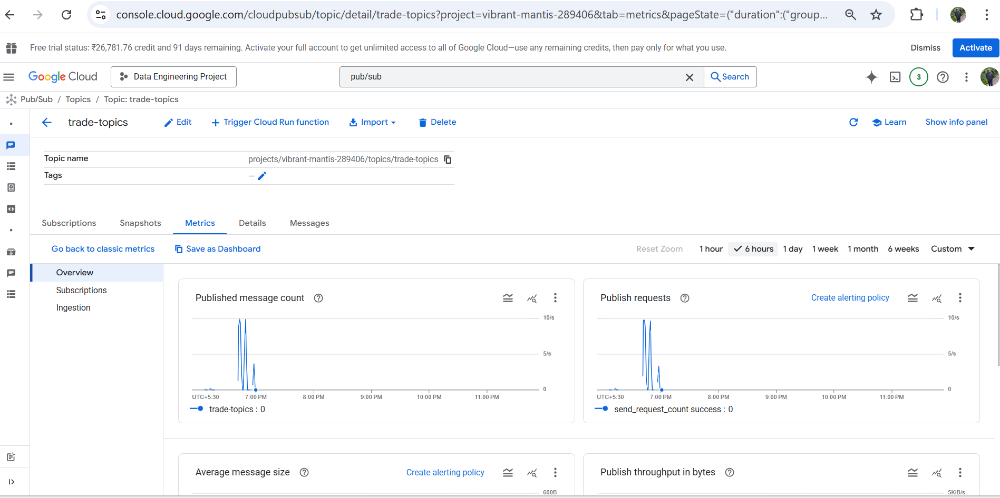 console.cloud.google.com/cloudpubsub/topic/detail/trade-topics?project=vibrant-mantis-289406&tab=metrics&pageState=("duration":("group...
Free trial status: ₹26,781.76 credit and 91 days remaining. Activate your full account to get unlimited access to all of Google Cloud—use any remaining credits, then pay only for what you use.
Dismiss
Activate
Google Cloud
Data Engineering Project
pub/sub
Search
3
Pub/Sub / Topics / Topic: trade-topics
trade-topics
Edit
Trigger Cloud Run function
Import
Delete
Learn
Show info panel
Topic name
projects/vibrant-mantis-289406/topics/trade-topics
Tags
—
Subscriptions
Snapshots
Metrics
Details
Messages
Go back to classic metrics
Save as Dashboard
Reset Zoom
1 hour
6 hours
1 day
1 week
1 month
6 weeks
Custom
Overview
Subscriptions
Ingestion
Published message count
10/s
5/s
0
UTC+5:30
7:00 PM
8:00 PM
9:00 PM
10:00 PM
11:00 PM
trade-topics : 0
Publish requests
Create alerting policy
10/s
5/s
0
UTC+5:30
7:00 PM
8:00 PM
9:00 PM
10:00 PM
11:00 PM
send_request_count success : 0
Average message size
Create alerting policy
600B
Publish throughput in bytes
5KiB/s